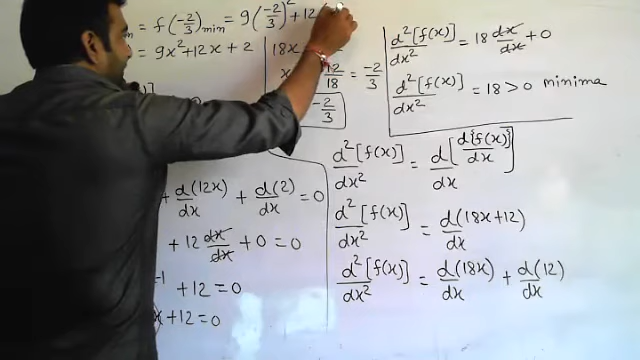 = f(-2/3)min = 9(-2/3)² + 12
= 9x² + 12x + 2
18x
x 12/18 = -2/3
-2/3
+ d(12x)/dx + d(2)/dx = 0
+ 12 dx/dx + 0 = 0
-1 + 12 = 0
+ 12 = 0
d²[f(x)]/dx² = 18 dx/dx + 0
d²[f(x)]/dx² = 18 > 0 minima
d²[f(x)]/dx² = d/dx [d{f(x)}/dx]
d²[f(x)]/dx² = d(18x+12)/dx
d²[f(x)]/dx² = d(18x)/dx + d(12)/dx